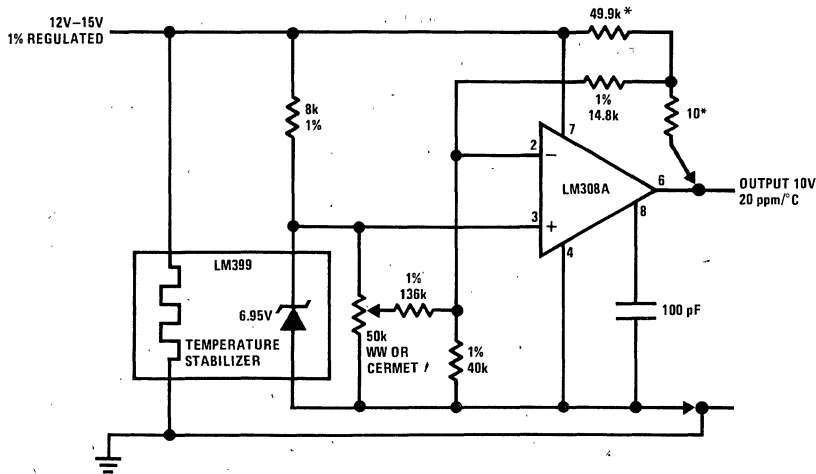 12V–15V
1% REGULATED
49.9k*
1%
14.8k
10*
8k
1%
7
2
LM308A
6
OUTPUT 10V
20 ppm/°C
3
8
4
LM399
1%
136k
6.95V
100 pF
TEMPERATURE
STABILIZER
50k
WW OR
CERMET
1%
40k